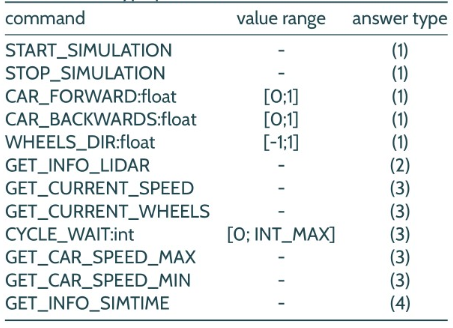 command value range answer type
START_SIMULATION - (1)
STOP_SIMULATION - (1)
CAR_FORWARD:float [0;1] (1)
CAR_BACKWARDS:float [0;1] (1)
WHEELS_DIR:float [-1;1] (1)
GET_INFO_LIDAR - (2)
GET_CURRENT_SPEED - (3)
GET_CURRENT_WHEELS - (3)
CYCLE_WAIT:int [0; INT_MAX] (3)
GET_CAR_SPEED_MAX - (3)
GET_CAR_SPEED_MIN - (3)
GET_INFO_SIMTIME - (4)